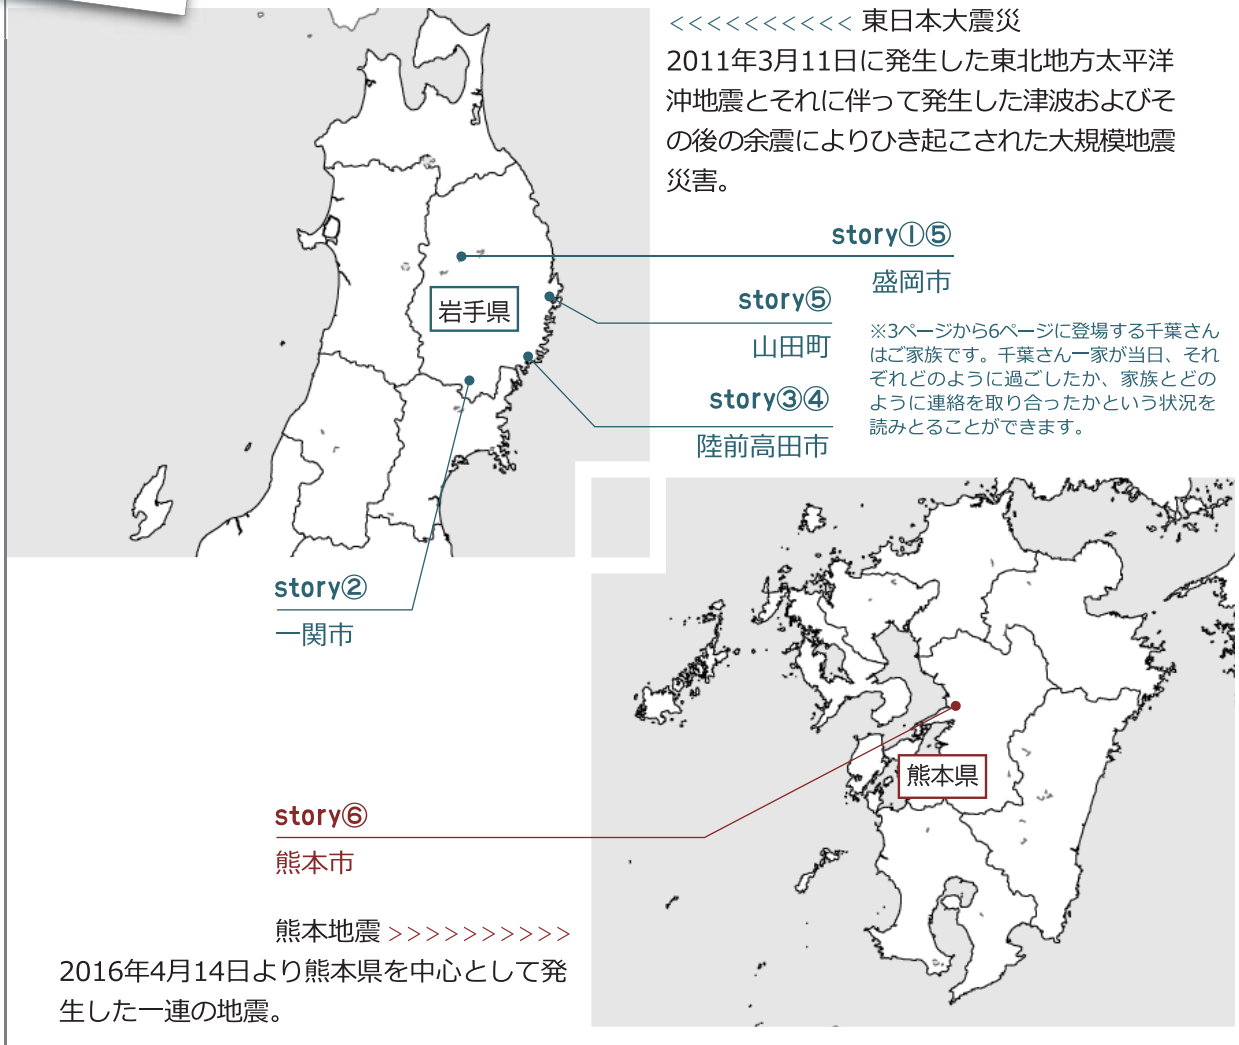 <<<<<<<<<< 東日本大震災
2011年3月11日に発生した東北地方太平洋
沖地震とそれに伴って発生した津波およびそ
の後の余震によりひき起こされた大規模地震
災害。
story①⑤
盛岡市
story⑤
山田町
story③④
陸前高田市
※3ページから6ページに登場する千葉さん
はご家族です。千葉さん一家が当日、それ
ぞれどのように過ごしたか、家族とどの
ように連絡を取り合ったかという状況を
読みとることができます。
岩手県
story②
一関市
熊本県
story⑥
熊本市
熊本地震 >>>>>>>>>>
2016年4月14日より熊本県を中心として発
生した一連の地震。